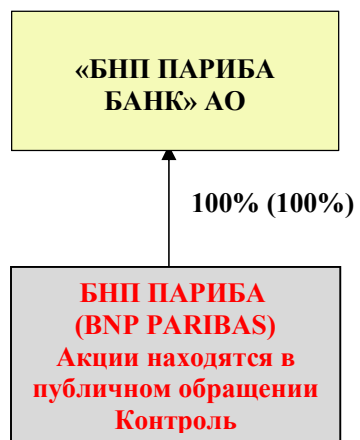 «БНП ПАРИБА
БАНК» АО
100% (100%)
БНП ПАРИБА
(BNP PARIBAS)
Акции находятся в
публичном обращении
Контроль